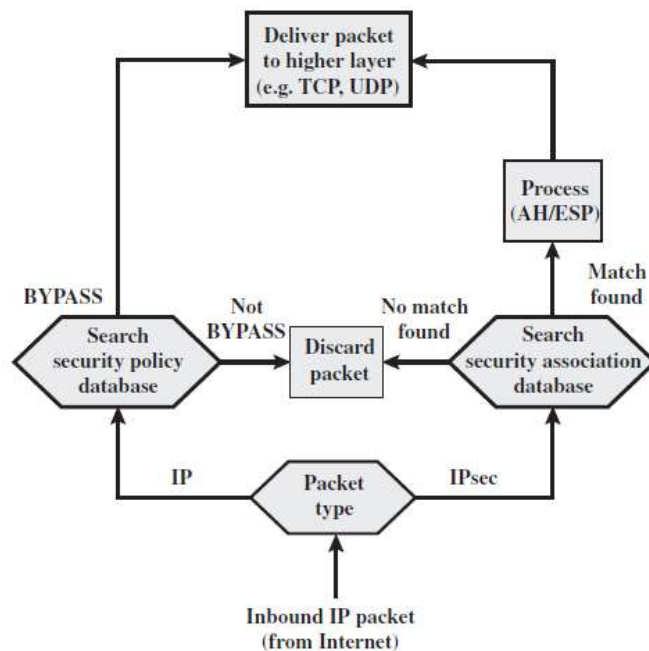 Deliver packet
to higher layer
(e.g. TCP, UDP)
Process
(AH/ESP)
BYPASS
Not
BYPASS
No match
found
Match
found
Search
security policy
database
Discard
packet
Search
security association
database
IP
Packet
type
IPsec
Inbound IP packet
(from Internet)